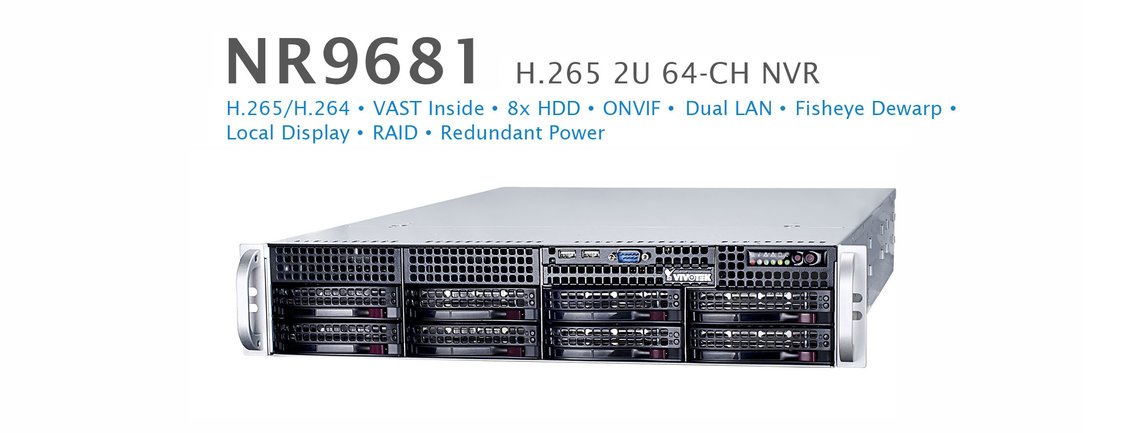 NR9681 H.265 2U 64-CH NVR
H.265/H.264 • VAST Inside • 8x HDD • ONVIF • Dual LAN • Fisheye Dewarp •
Local Display • RAID • Redundant Power
VIVOTEK